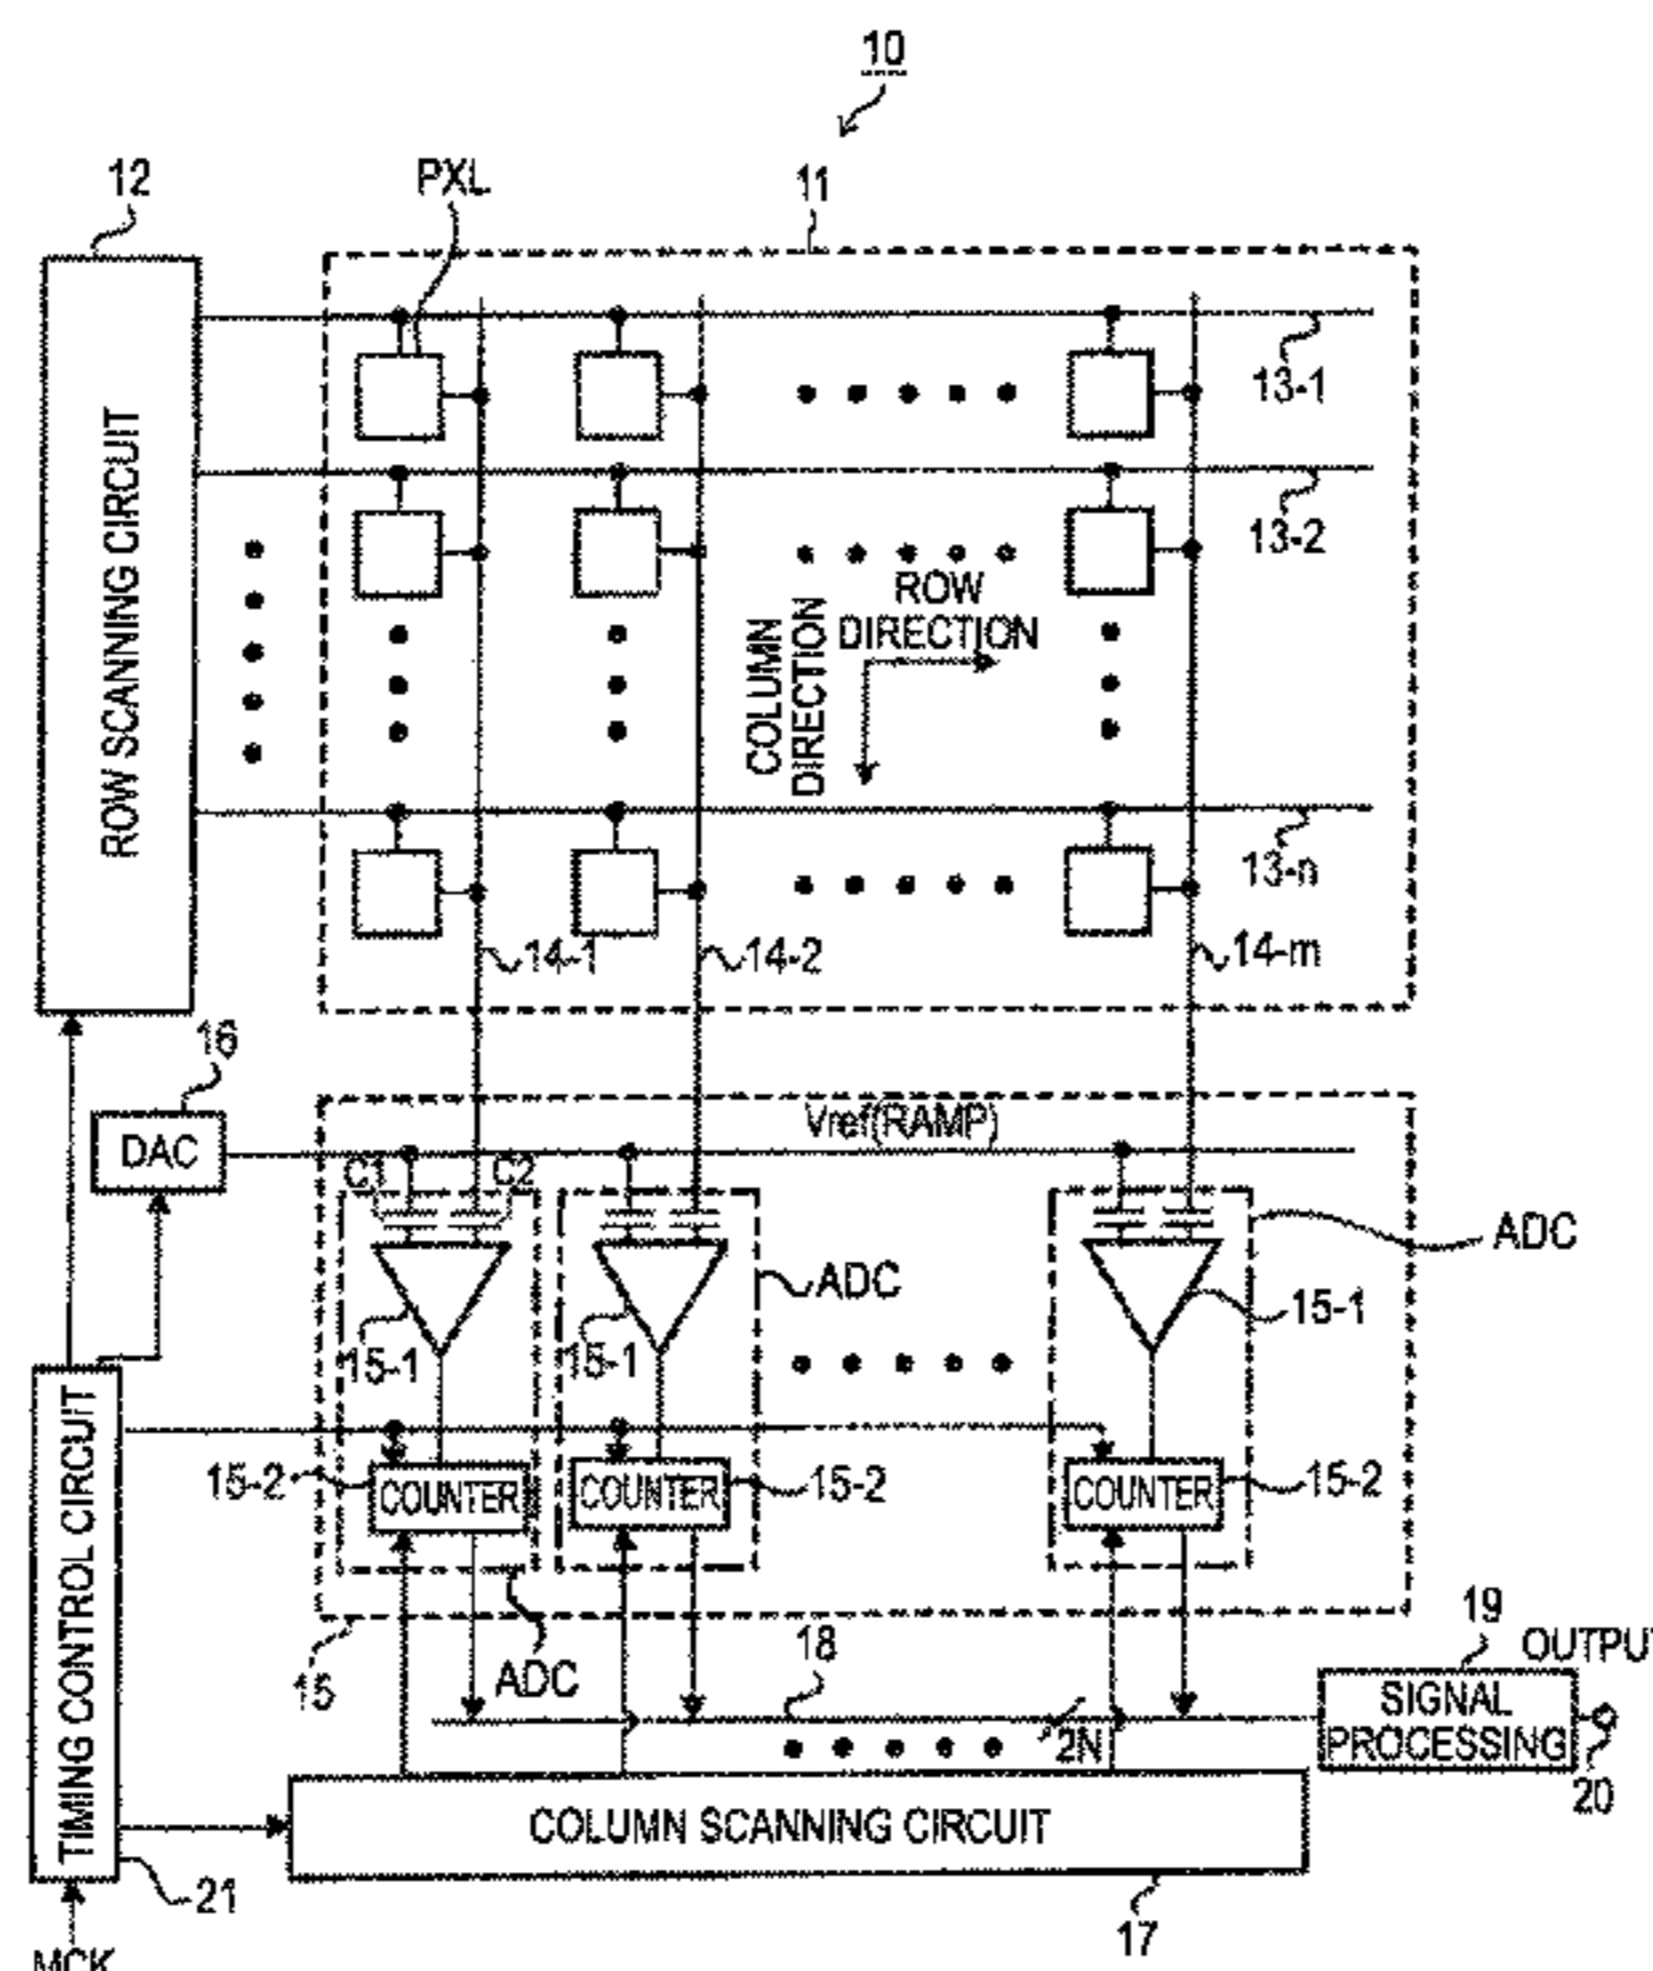 10
12
PXL
11
13-1
ROW SCANNING CIRCUIT
13-2
ROW
DIRECTION
COLUMN
DIRECTION
13-n
14-1
14-2
14-m
16
DAC
Vref(RAMP)
C1
C2
ADC
ADC
15-1
15-1
15-1
15-2
COUNTER
COUNTER
15-2
COUNTER
15-2
TIMING CONTROL CIRCUIT
15
ADC
18
19
OUTPUT
SIGNAL
PROCESSING
2N
20
COLUMN SCANNING CIRCUIT
21
17
MCK